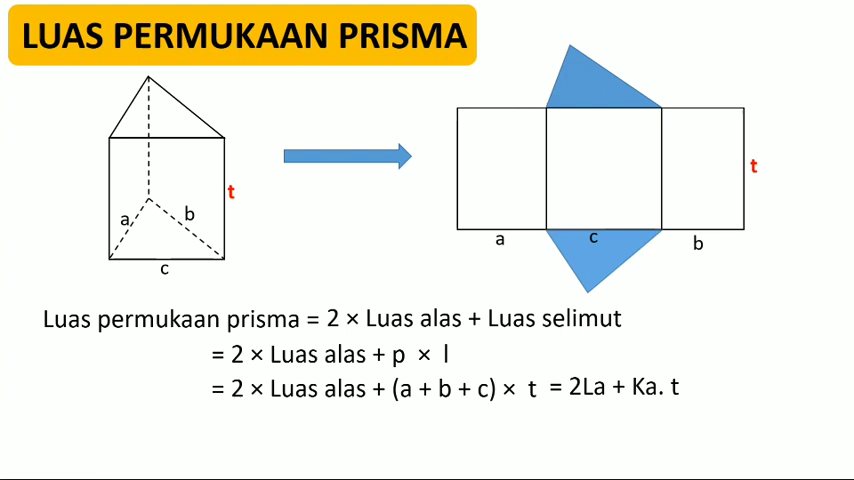 LUAS PERMUKAAN PRISMA
t
a
b
c
t
a
c
b
Luas permukaan prisma = 2 × Luas alas + Luas selimut
= 2 × Luas alas + p × l
= 2 × Luas alas + (a + b + c) × t = 2La + Ka. t